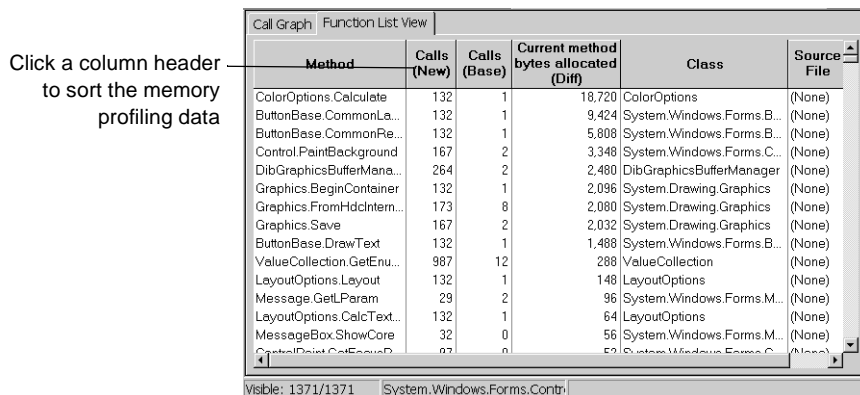 Click a column header
to sort the memory
profiling data
Call Graph Function List View
Method Calls (New) Calls (Base) Current method bytes allocated (Diff) Class Source File
ColorOptions.Calculate 132 1 18,720 ColorOptions (None)
ButtonBase.CommonLa... 132 1 9,424 System.Windows.Forms.B... (None)
ButtonBase.CommonRe... 132 1 5,808 System.Windows.Forms.B... (None)
Control.PaintBackground 167 2 3,348 System.Windows.Forms.C... (None)
DibGraphicsBufferMana... 264 2 2,480 DibGraphicsBufferManager (None)
Graphics.BeginContainer 132 1 2,096 System.Drawing.Graphics (None)
Graphics.FromHdcIntern... 173 8 2,080 System.Drawing.Graphics (None)
Graphics.Save 167 2 2,032 System.Drawing.Graphics (None)
ButtonBase.DrawText 132 1 1,488 System.Windows.Forms.B... (None)
ValueCollection.GetEnu... 987 12 288 ValueCollection (None)
LayoutOptions.Layout 132 1 148 LayoutOptions (None)
Message.GetLParam 29 2 96 System.Windows.Forms.M... (None)
LayoutOptions.CalcText... 132 1 64 LayoutOptions (None)
MessageBox.ShowCore 32 0 56 System.Windows.Forms.M... (None)
Visible: 1371/1371 System.Windows.Forms.Contr